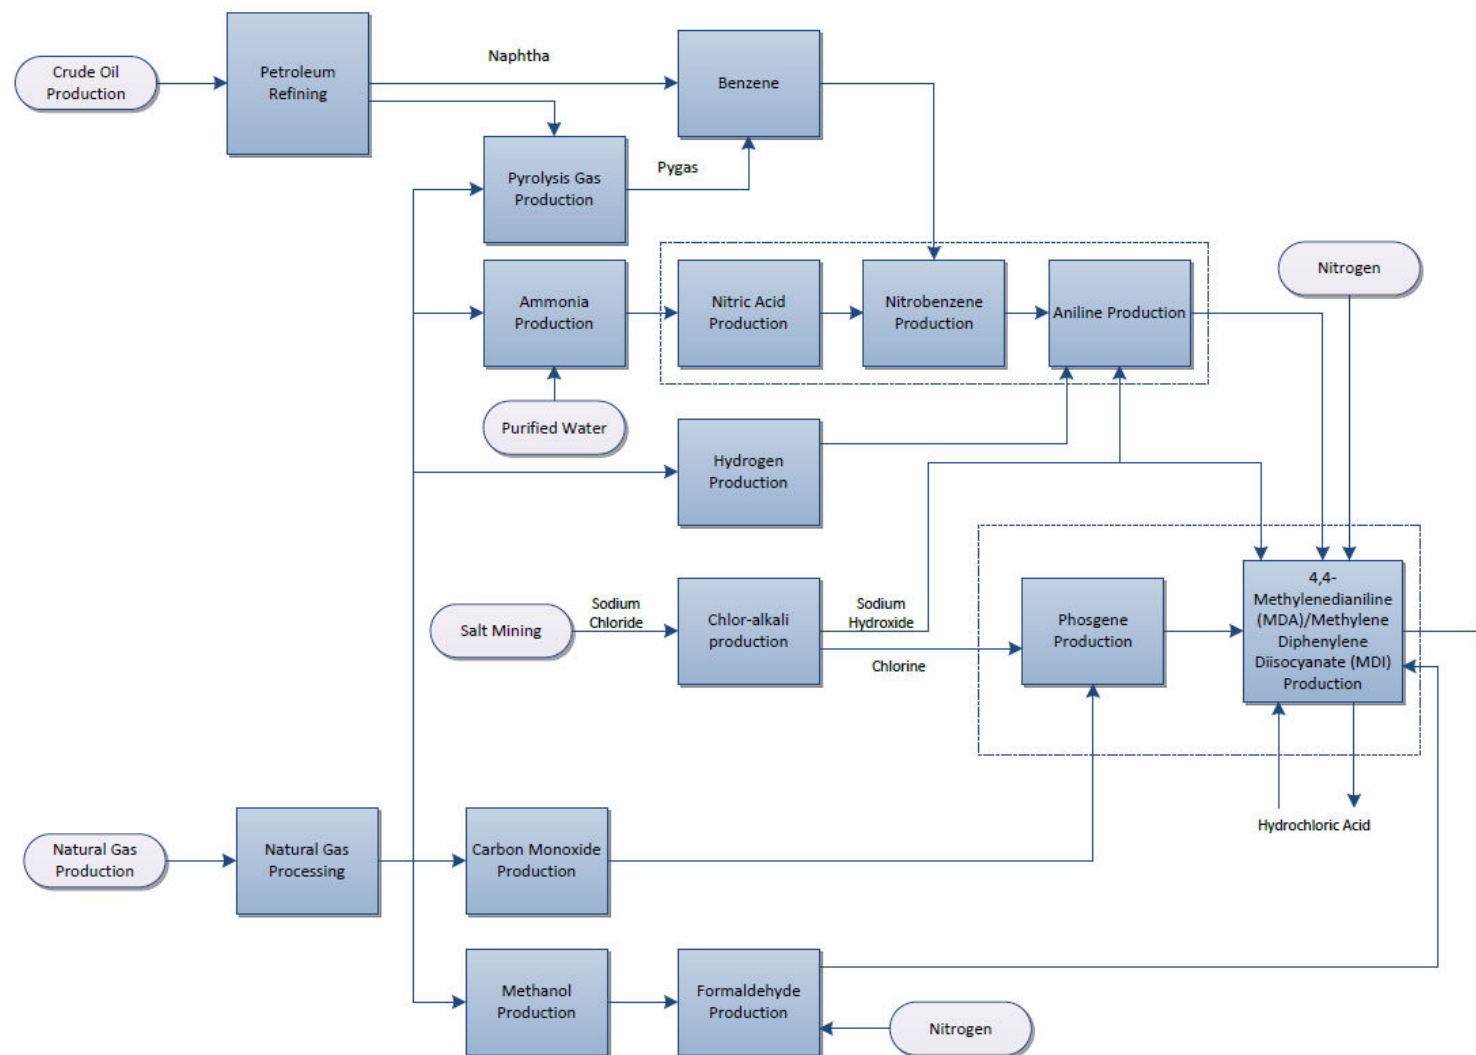 Naphtha
Crude Oil
Production
Petroleum
Refining
Benzene
Pygas
Pyrolysis Gas
Production
Ammonia
Production
Nitric Acid
Production
Nitrobenzene
Production
Aniline Production
Nitrogen
Purified Water
Hydrogen
Production
Salt Mining
Sodium
Chloride
Chlor-alkali
production
Sodium
Hydroxide
Chlorine
Phosgene
Production
4,4-
Methylenedianiline
(MDA)/Methylene
Diphenylene
Diisocyanate (MDI)
Production
Hydrochloric Acid
Natural Gas
Production
Natural Gas
Processing
Carbon Monoxide
Production
Methanol
Production
Formaldehyde
Production
Nitrogen